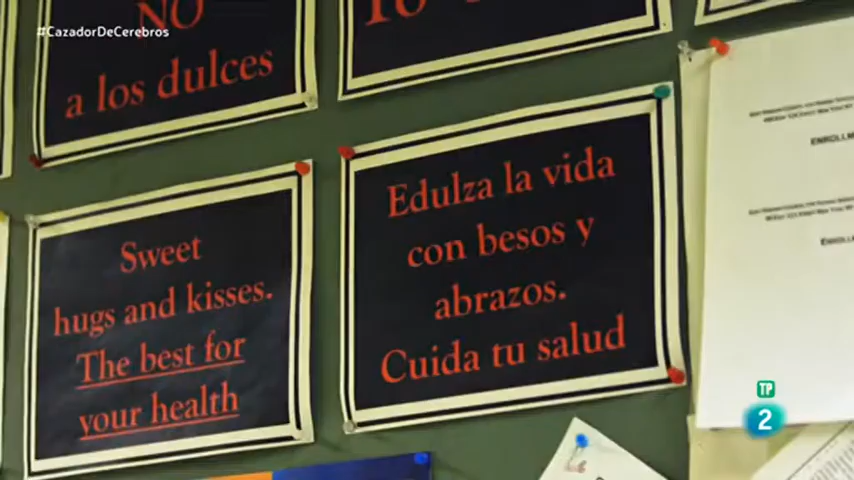 #CazadorDeCerebros
NO
a los dulces
Sweet
hugs and kisses.
The best for
your health
Edulza la vida
con besos y
abrazos.
Cuida tu salud
TP
2